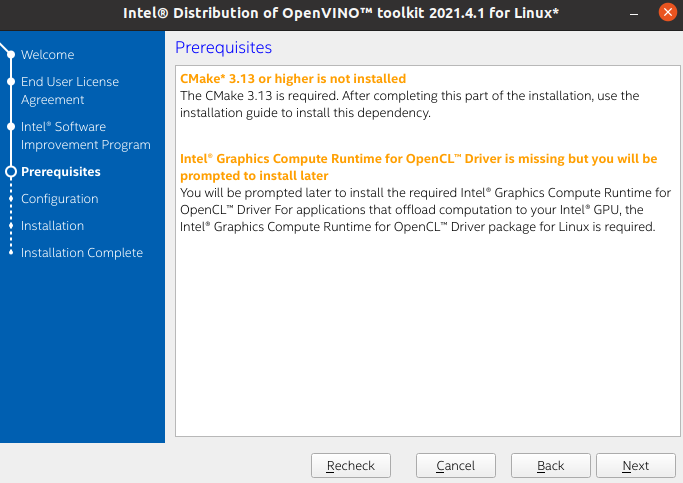 Intel® Distribution of OpenVINO™ toolkit 2021.4.1 for Linux*
Welcome
End User License
Agreement
Intel® Software
Improvement Program
Prerequisites
Configuration
Installation
Installation Complete
Prerequisites
CMake* 3.13 or higher is not installed
The CMake 3.13 is required. After completing this part of the installation, use the
installation guide to install this dependency.
Intel® Graphics Compute Runtime for OpenCL™ Driver is missing but you will be
prompted to install later
You will be prompted later to install the required Intel® Graphics Compute Runtime for
OpenCL™ Driver For applications that offload computation to your Intel® GPU, the
Intel® Graphics Compute Runtime for OpenCL™ Driver package for Linux is required.
Recheck
Cancel
Back
Next